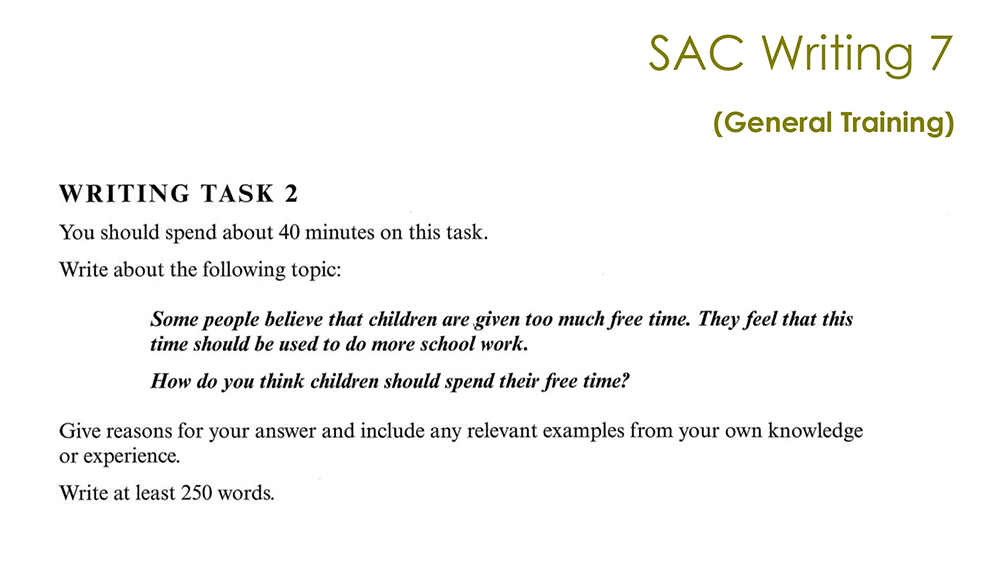 SAC Writing 7
(General Training)
WRITING TASK 2
You should spend about 40 minutes on this task.
Write about the following topic:
Some people believe that children are given too much free time. They feel that this
time should be used to do more school work.
How do you think children should spend their free time?
Give reasons for your answer and include any relevant examples from your own knowledge
or experience.
Write at least 250 words.